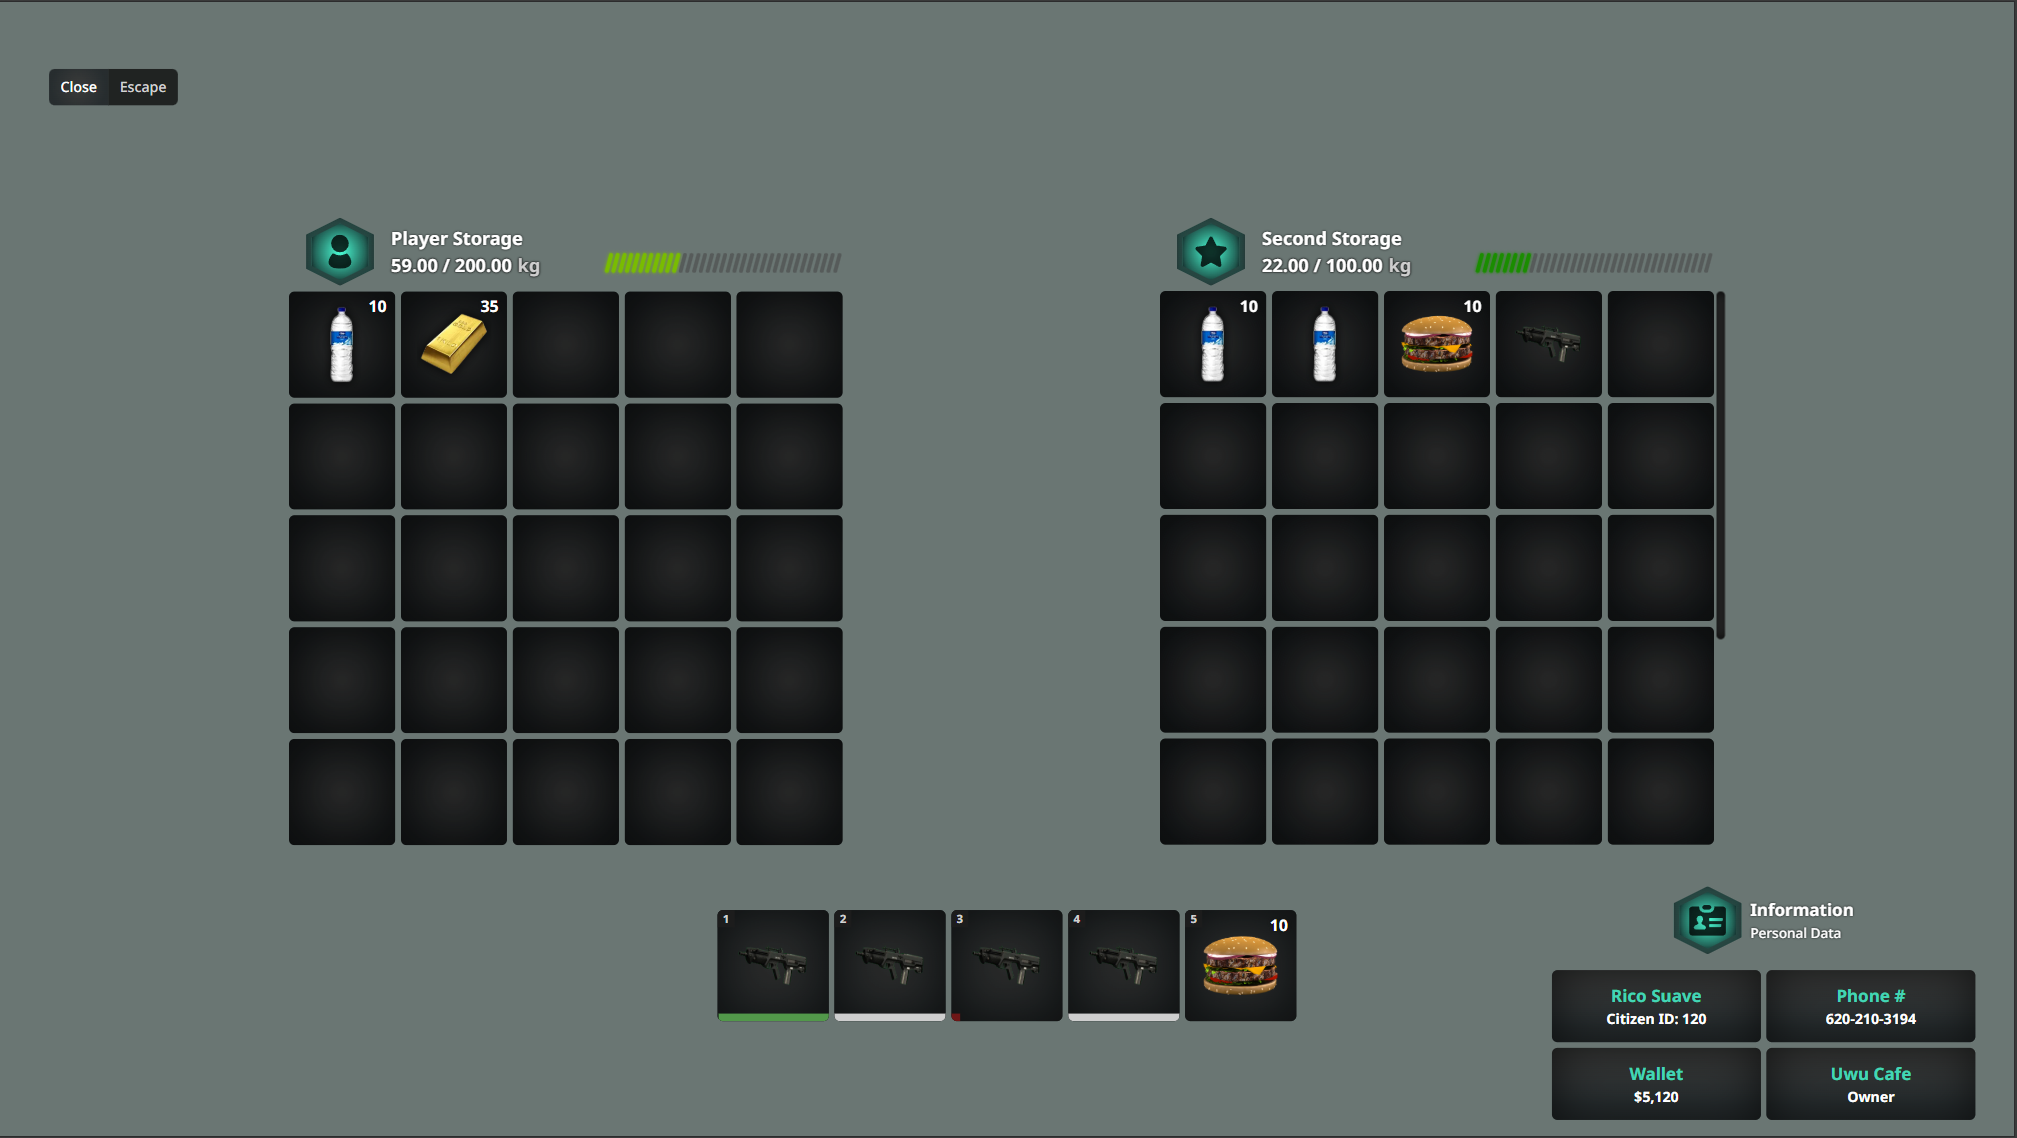 Close Escape
Player Storage
59.00 / 200.00 kg
10
35
Second Storage
22.00 / 100.00 kg
10
10
1
2
3
4
5
10
Information
Personal Data
Rico Suave
Citizen ID: 120
Phone #
620-210-3194
Wallet
$5,120
Uwu Cafe
Owner